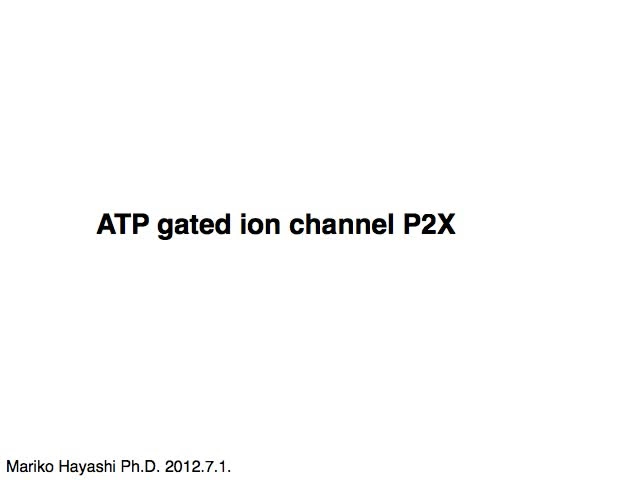 ATP gated ion channel P2X
Mariko Hayashi Ph.D. 2012.7.1.